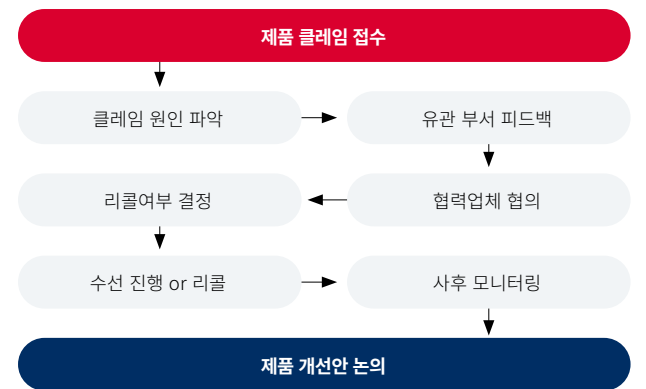 제품 클레임 접수
클레임 원인 파악
유관 부서 피드백
협력업체 협의
리콜여부 결정
수선 진행 or 리콜
사후 모니터링
제품 개선안 논의